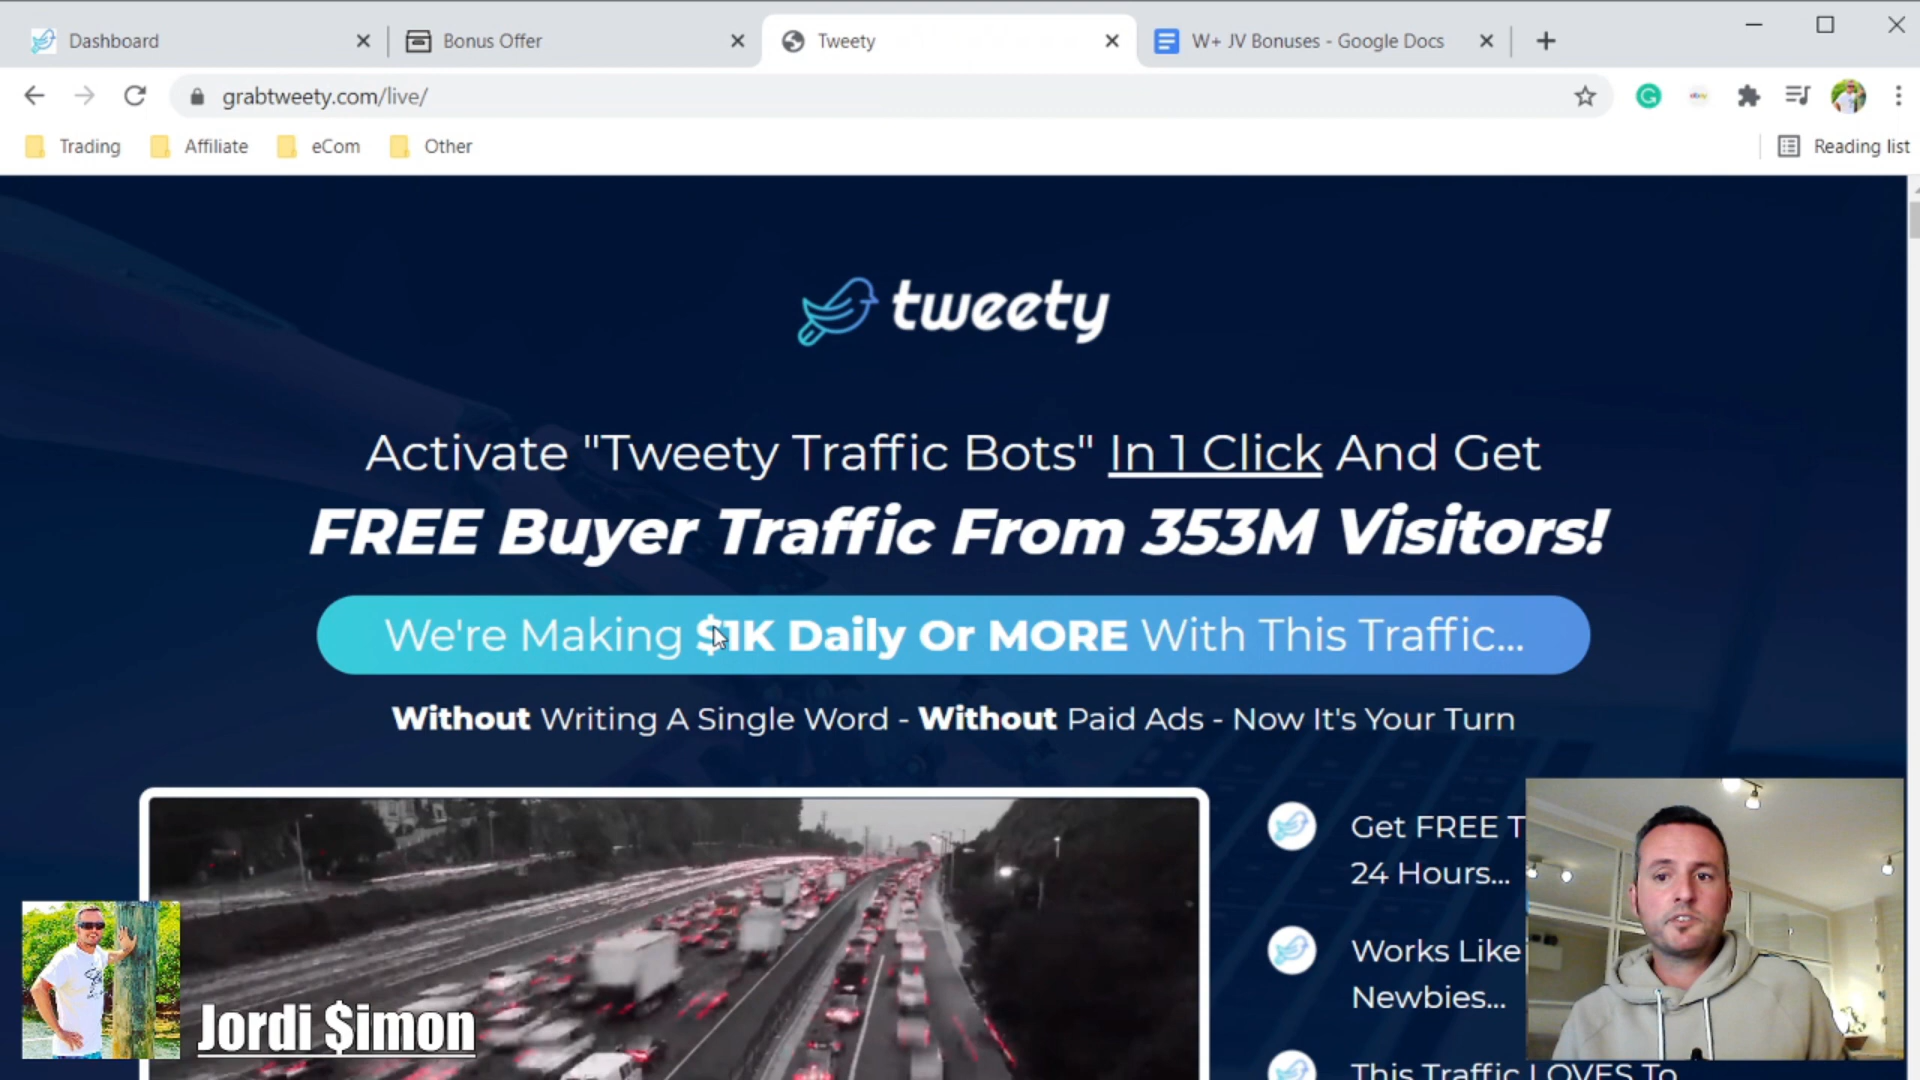 Dashboard
Bonus Offer
Tweety
W+ JV Bonuses - Google Docs
grabtweety.com/live/
Trading
Affiliate
eCom
Other
Reading list
tweety
Activate "Tweety Traffic Bots" In 1 Click And Get
FREE Buyer Traffic From 353M Visitors!
We're Making $1K Daily Or MORE With This Traffic...
Without Writing A Single Word - Without Paid Ads - Now It's Your Turn
Get FREE T
24 Hours...
Works Like
Newbies...
This Traffic LOVES To
Jordi $imon